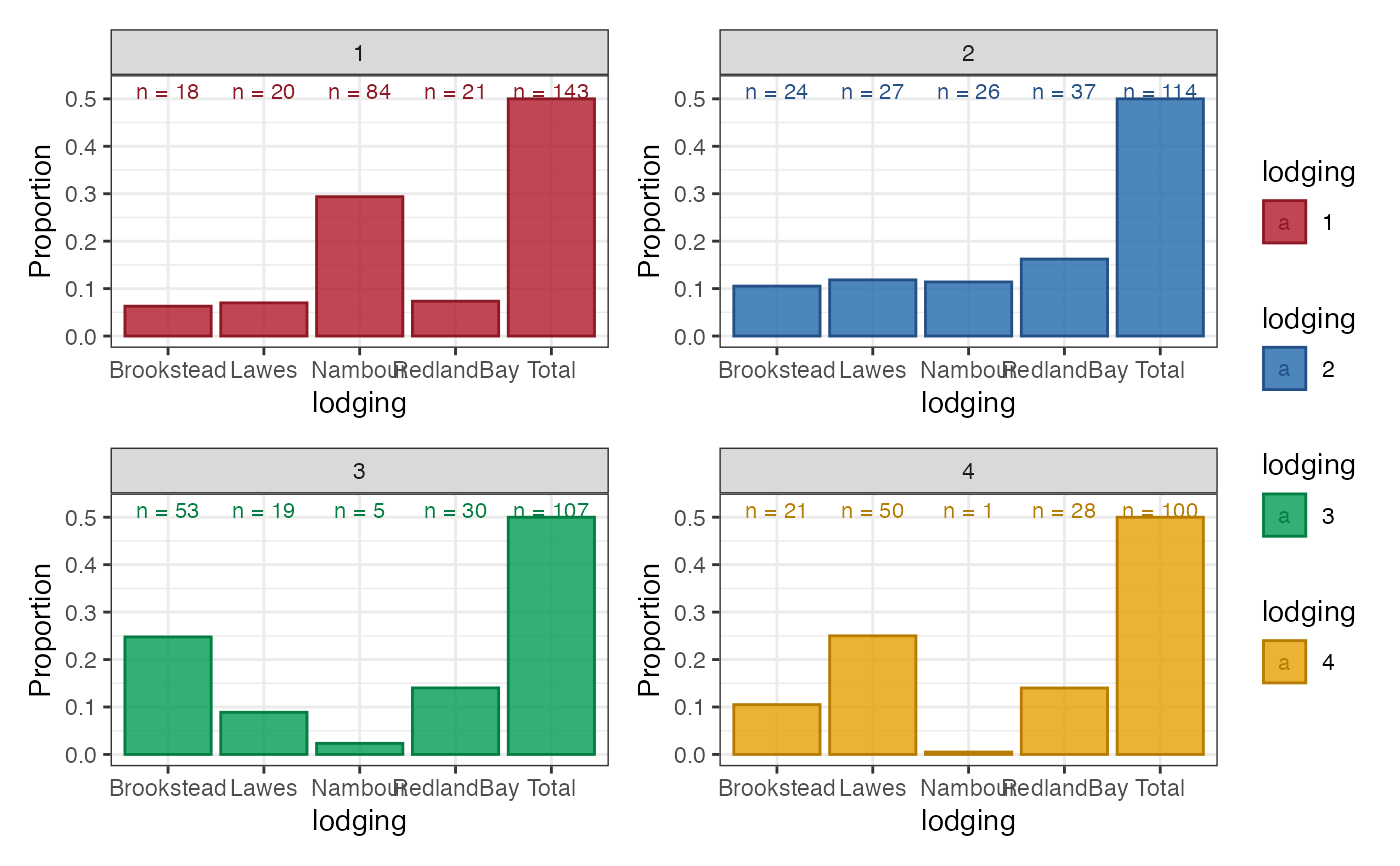 1
n = 18 n = 20 n = 84 n = 21 n = 143
0.5
0.4
0.3
0.2
0.1
0.0
Proportion
Brookstead Lawes Nambour RedlandBay Total
lodging
2
n = 24 n = 27 n = 26 n = 37 n = 114
0.5
0.4
0.3
0.2
0.1
0.0
Proportion
Brookstead Lawes Nambour RedlandBay Total
lodging
3
n = 53 n = 19 n = 5 n = 30 n = 107
0.5
0.4
0.3
0.2
0.1
0.0
Proportion
Brookstead Lawes Nambour RedlandBay Total
lodging
4
n = 21 n = 50 n = 1 n = 28 n = 100
0.5
0.4
0.3
0.2
0.1
0.0
Proportion
Brookstead Lawes Nambour RedlandBay Total
lodging
lodging
a 1
lodging
a 2
lodging
a 3
lodging
a 4